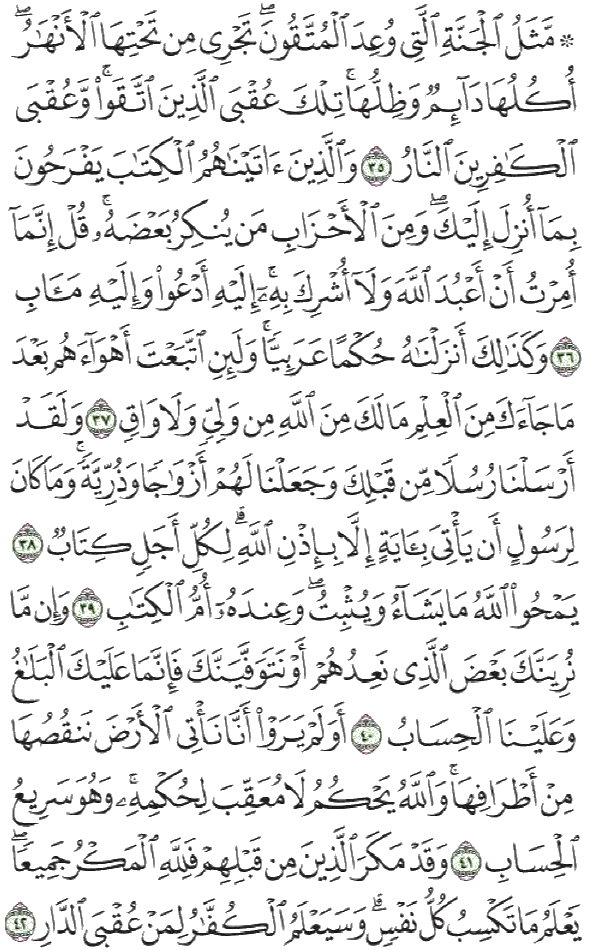 ۞ مَّثَلُ ٱلْجَنَّةِ ٱلَّتِى وُعِدَ ٱلْمُتَّقُونَۖ تَجْرِى مِن تَحْتِهَا ٱلْأَنْهَٰرُۖ
أُكُلُهَا دَآئِمٌ وَظِلُّهَاۚ تِلْكَ عُقْبَى ٱلَّذِينَ ٱتَّقَوا۟ۖ وَّعُقْبَى
ٱلْكَٰفِرِينَ ٱلنَّارُ ٣٥ وَٱلَّذِينَ ءَاتَيْنَٰهُمُ ٱلْكِتَٰبَ يَفْرَحُونَ
بِمَآ أُنزِلَ إِلَيْكَۖ وَمِنَ ٱلْأَحْزَابِ مَن يُنكِرُ بَعْضَهُۥۚ قُلْ إِنَّمَآ
أُمِرْتُ أَنْ أَعْبُدَ ٱللَّهَ وَلَآ أُشْرِكَ بِهِۦٓۚ إِلَيْهِ أَدْعُوا۟ وَإِلَيْهِ مَـَٔابِ
٣٦ وَكَذَٰلِكَ أَنزَلْنَٰهُ حُكْمًا عَرَبِيًّاۚ وَلَئِنِ ٱتَّبَعْتَ أَهْوَآءَهُم بَعْدَ
مَا جَآءَكَ مِنَ ٱلْعِلْمِ مَا لَكَ مِنَ ٱللَّهِ مِن وَلِىٍّ وَلَا وَاقٍ ٣٧ وَلَقَدْ
أَرْسَلْنَا رُسُلًا مِّن قَبْلِكَ وَجَعَلْنَا لَهُمْ أَزْوَٰجًا وَذُرِّيَّةًۚ وَمَا كَانَ
لِرَسُولٍ أَن يَأْتِىَ بِـَٔايَةٍ إِلَّا بِإِذْنِ ٱللَّهِۗ لِكُلِّ أَجَلٍ كِتَابٌ ٣٨
يَمْحُوا۟ ٱللَّهُ مَا يَشَآءُ وَيُثْبِتُۖ وَعِندَهُۥٓ أُمُّ ٱلْكِتَٰبِ ٣٩ وَإِن مَّا
نُرِيَنَّكَ بَعْضَ ٱلَّذِى نَعِدُهُمْ أَوْ نَتَوَفَّيَنَّكَ فَإِنَّمَا عَلَيْكَ ٱلْبَلَٰغُ
وَعَلَيْنَا ٱلْحِسَابُ ٤٠ أَوَلَمْ يَرَوْا۟ أَنَّا نَأْتِى ٱلْأَرْضَ نَنقُصُهَا
مِنْ أَطْرَافِهَاۚ وَٱللَّهُ يَحْكُمُ لَا مُعَقِّبَ لِحُكْمِهِۦۚ وَهُوَ سَرِيعُ
ٱلْحِسَابِ ٤١ وَقَدْ مَكَرَ ٱلَّذِينَ مِن قَبْلِهِمْ فَلِلَّهِ ٱلْمَكْرُ جَمِيعًاۖ
يَعْلَمُ مَا تَكْسِبُ كُلُّ نَفْسٍۗ وَسَيَعْلَمُ ٱلْكُفَّٰرُ لِمَنْ عُقْبَى ٱلدَّارِ ٤٢